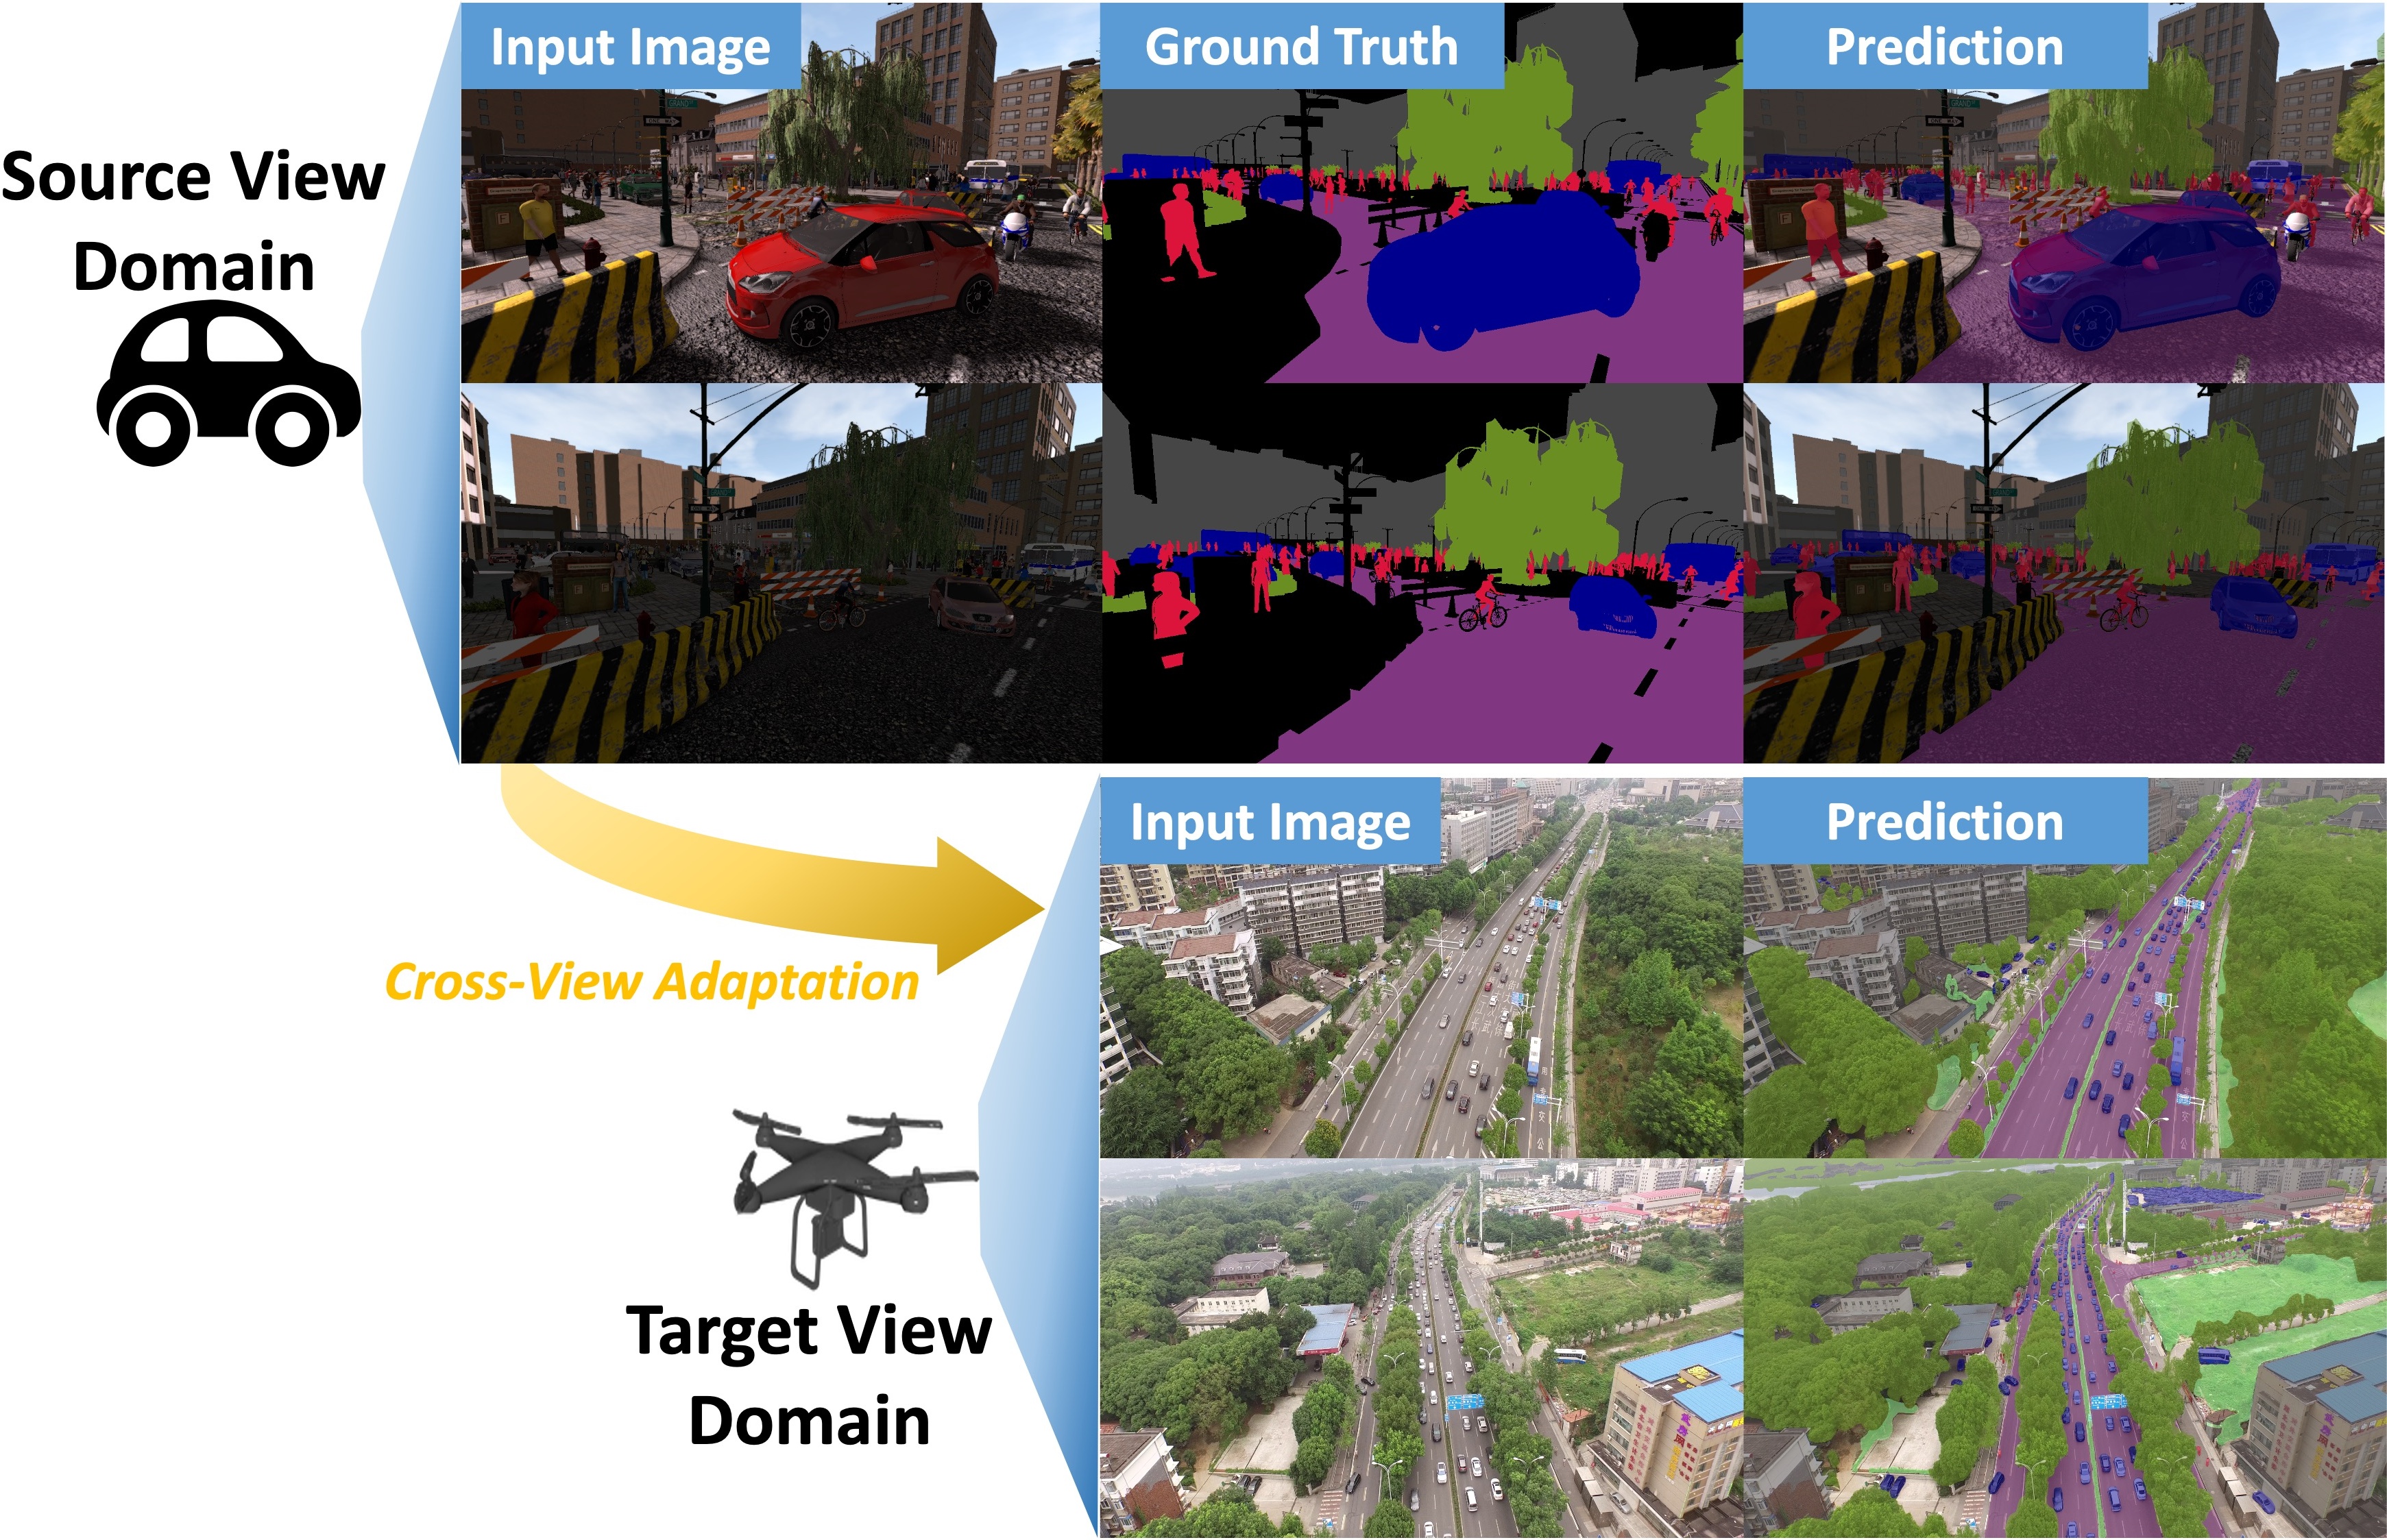 Input Image
Ground Truth
Prediction
Source View
Domain
Input Image
Prediction
Cross-View Adaptation
Target View
Domain